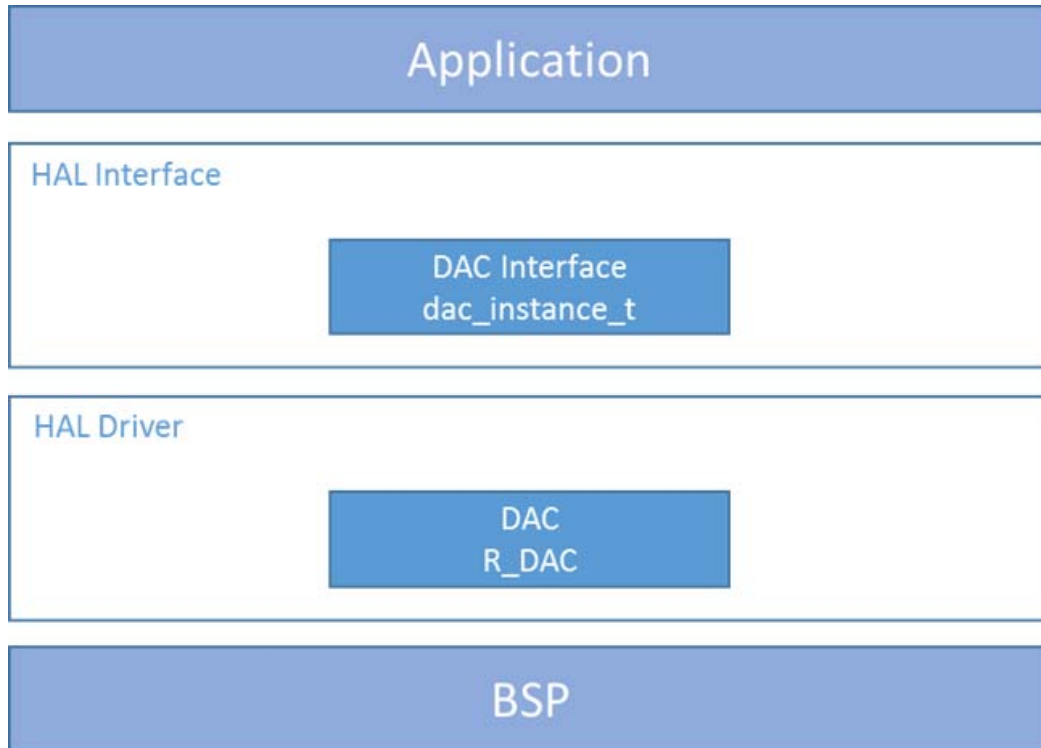 Application
HAL Interface
DAC Interface
dac_instance_t
HAL Driver
DAC
R_DAC
BSP